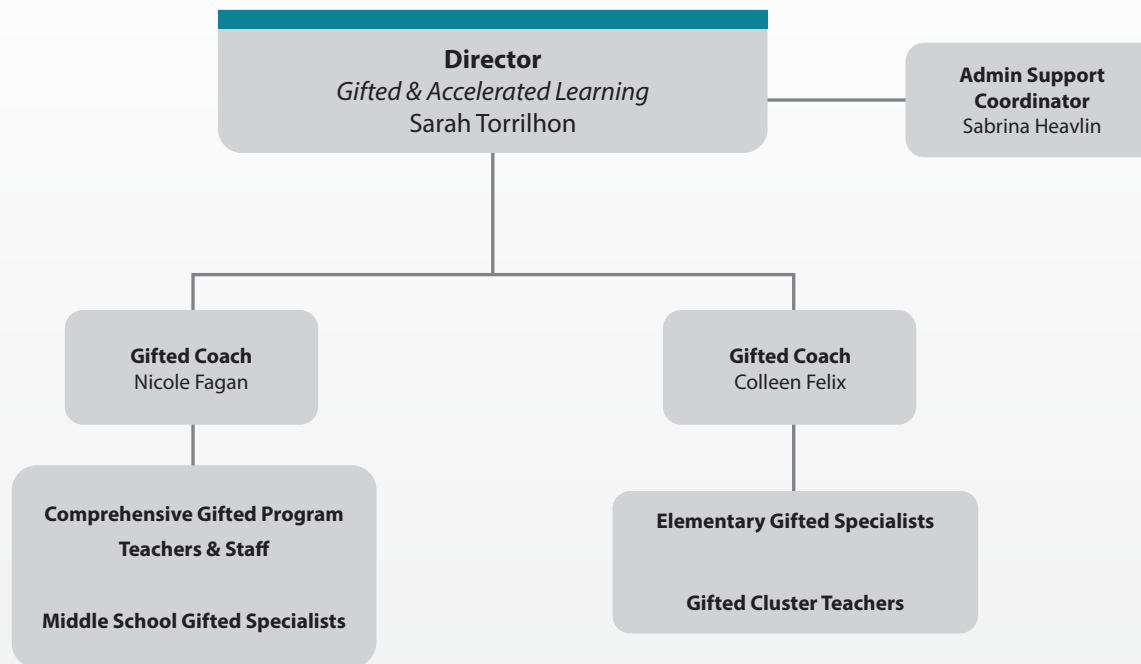 Director
Gifted & Accelerated Learning
Sarah Torrilhon
Admin Support
Coordinator
Sabrina Heavlin
Gifted Coach
Nicole Fagan
Gifted Coach
Colleen Felix
Comprehensive Gifted Program
Teachers & Staff
Middle School Gifted Specialists
Elementary Gifted Specialists
Gifted Cluster Teachers